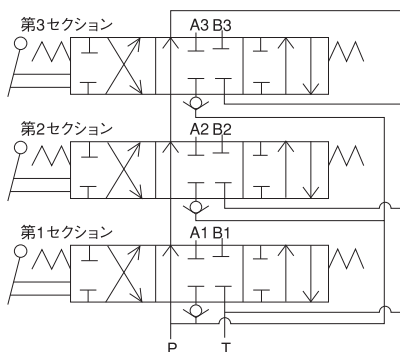 第3セクション
A3 B3
第2セクション
A2 B2
第1セクション
A1 B1
P T